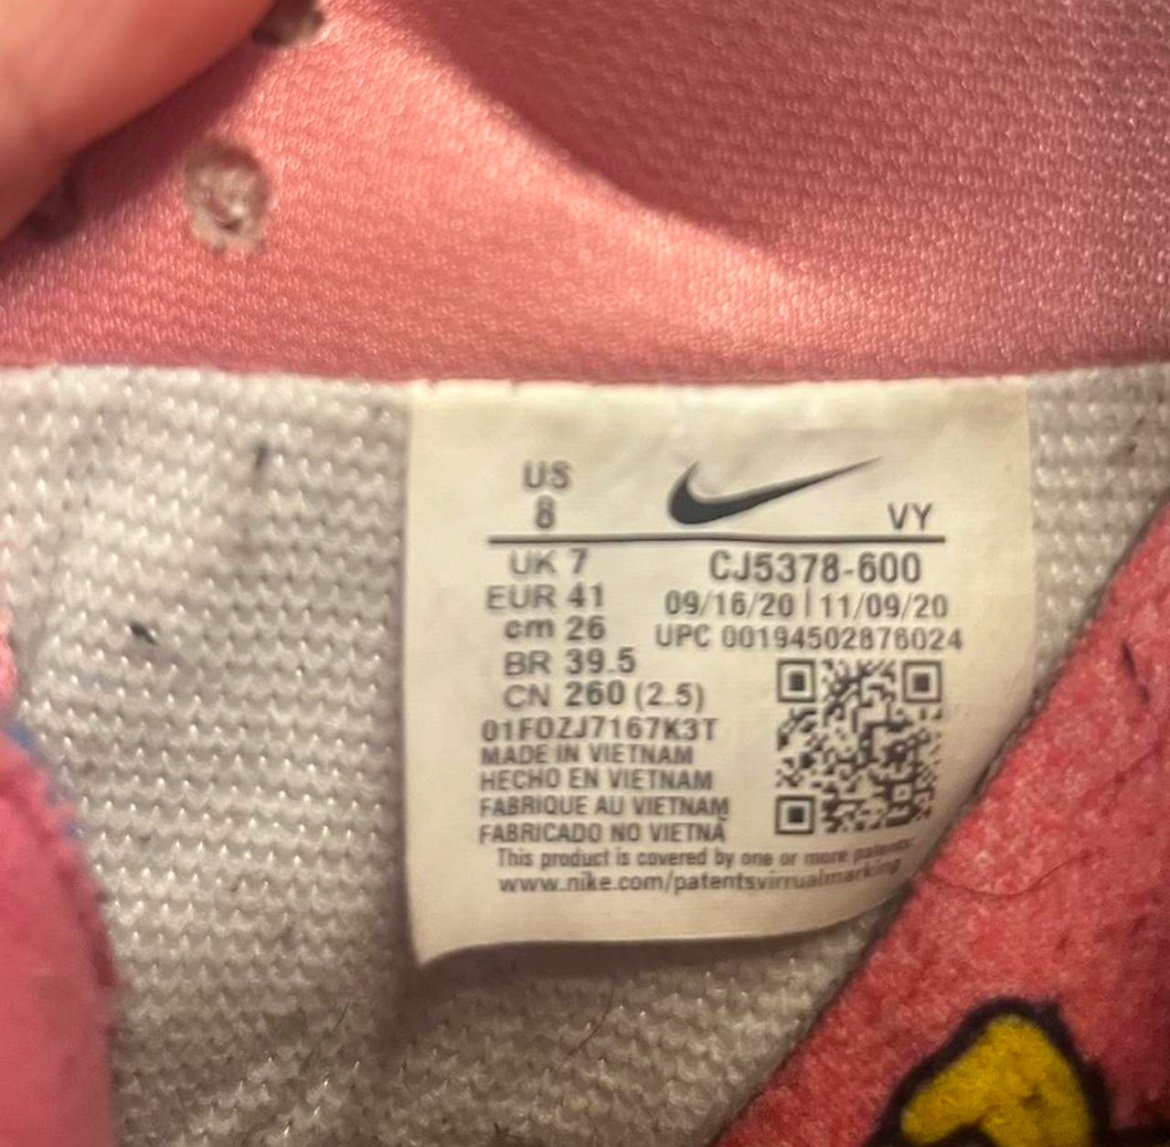 US
8
VY
UK 7
EUR 41
cm 26
BR 39.5
CN 260 (2.5)
CJ5378-600
09/16/20 | 11/09/20
UPC 00194502876024
01F0ZJ7167K3T
MADE IN VIETNAM
HECHO EN VIETNAM
FABRIQUE AU VIETNAM
FABRICADO NO VIETNÃ
This product is covered by one or more patents.
www.nike.com/patentsvirrualmarking